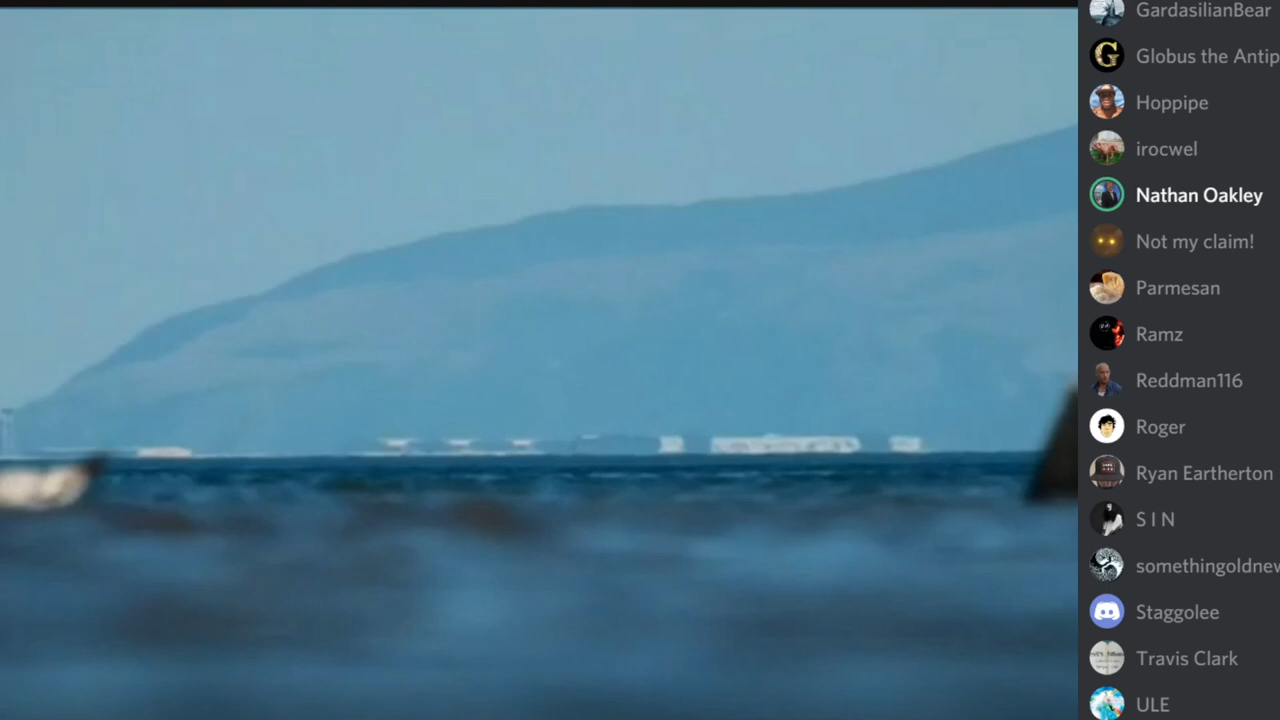 GardasilianBear
Globus the Antip
Hoppipe
irocwel
Nathan Oakley
Not my claim!
Parmesan
Ramz
Reddman116
Roger
Ryan Eartherton
S I N
somethingoldnev
Staggolee
Travis Clark
ULE